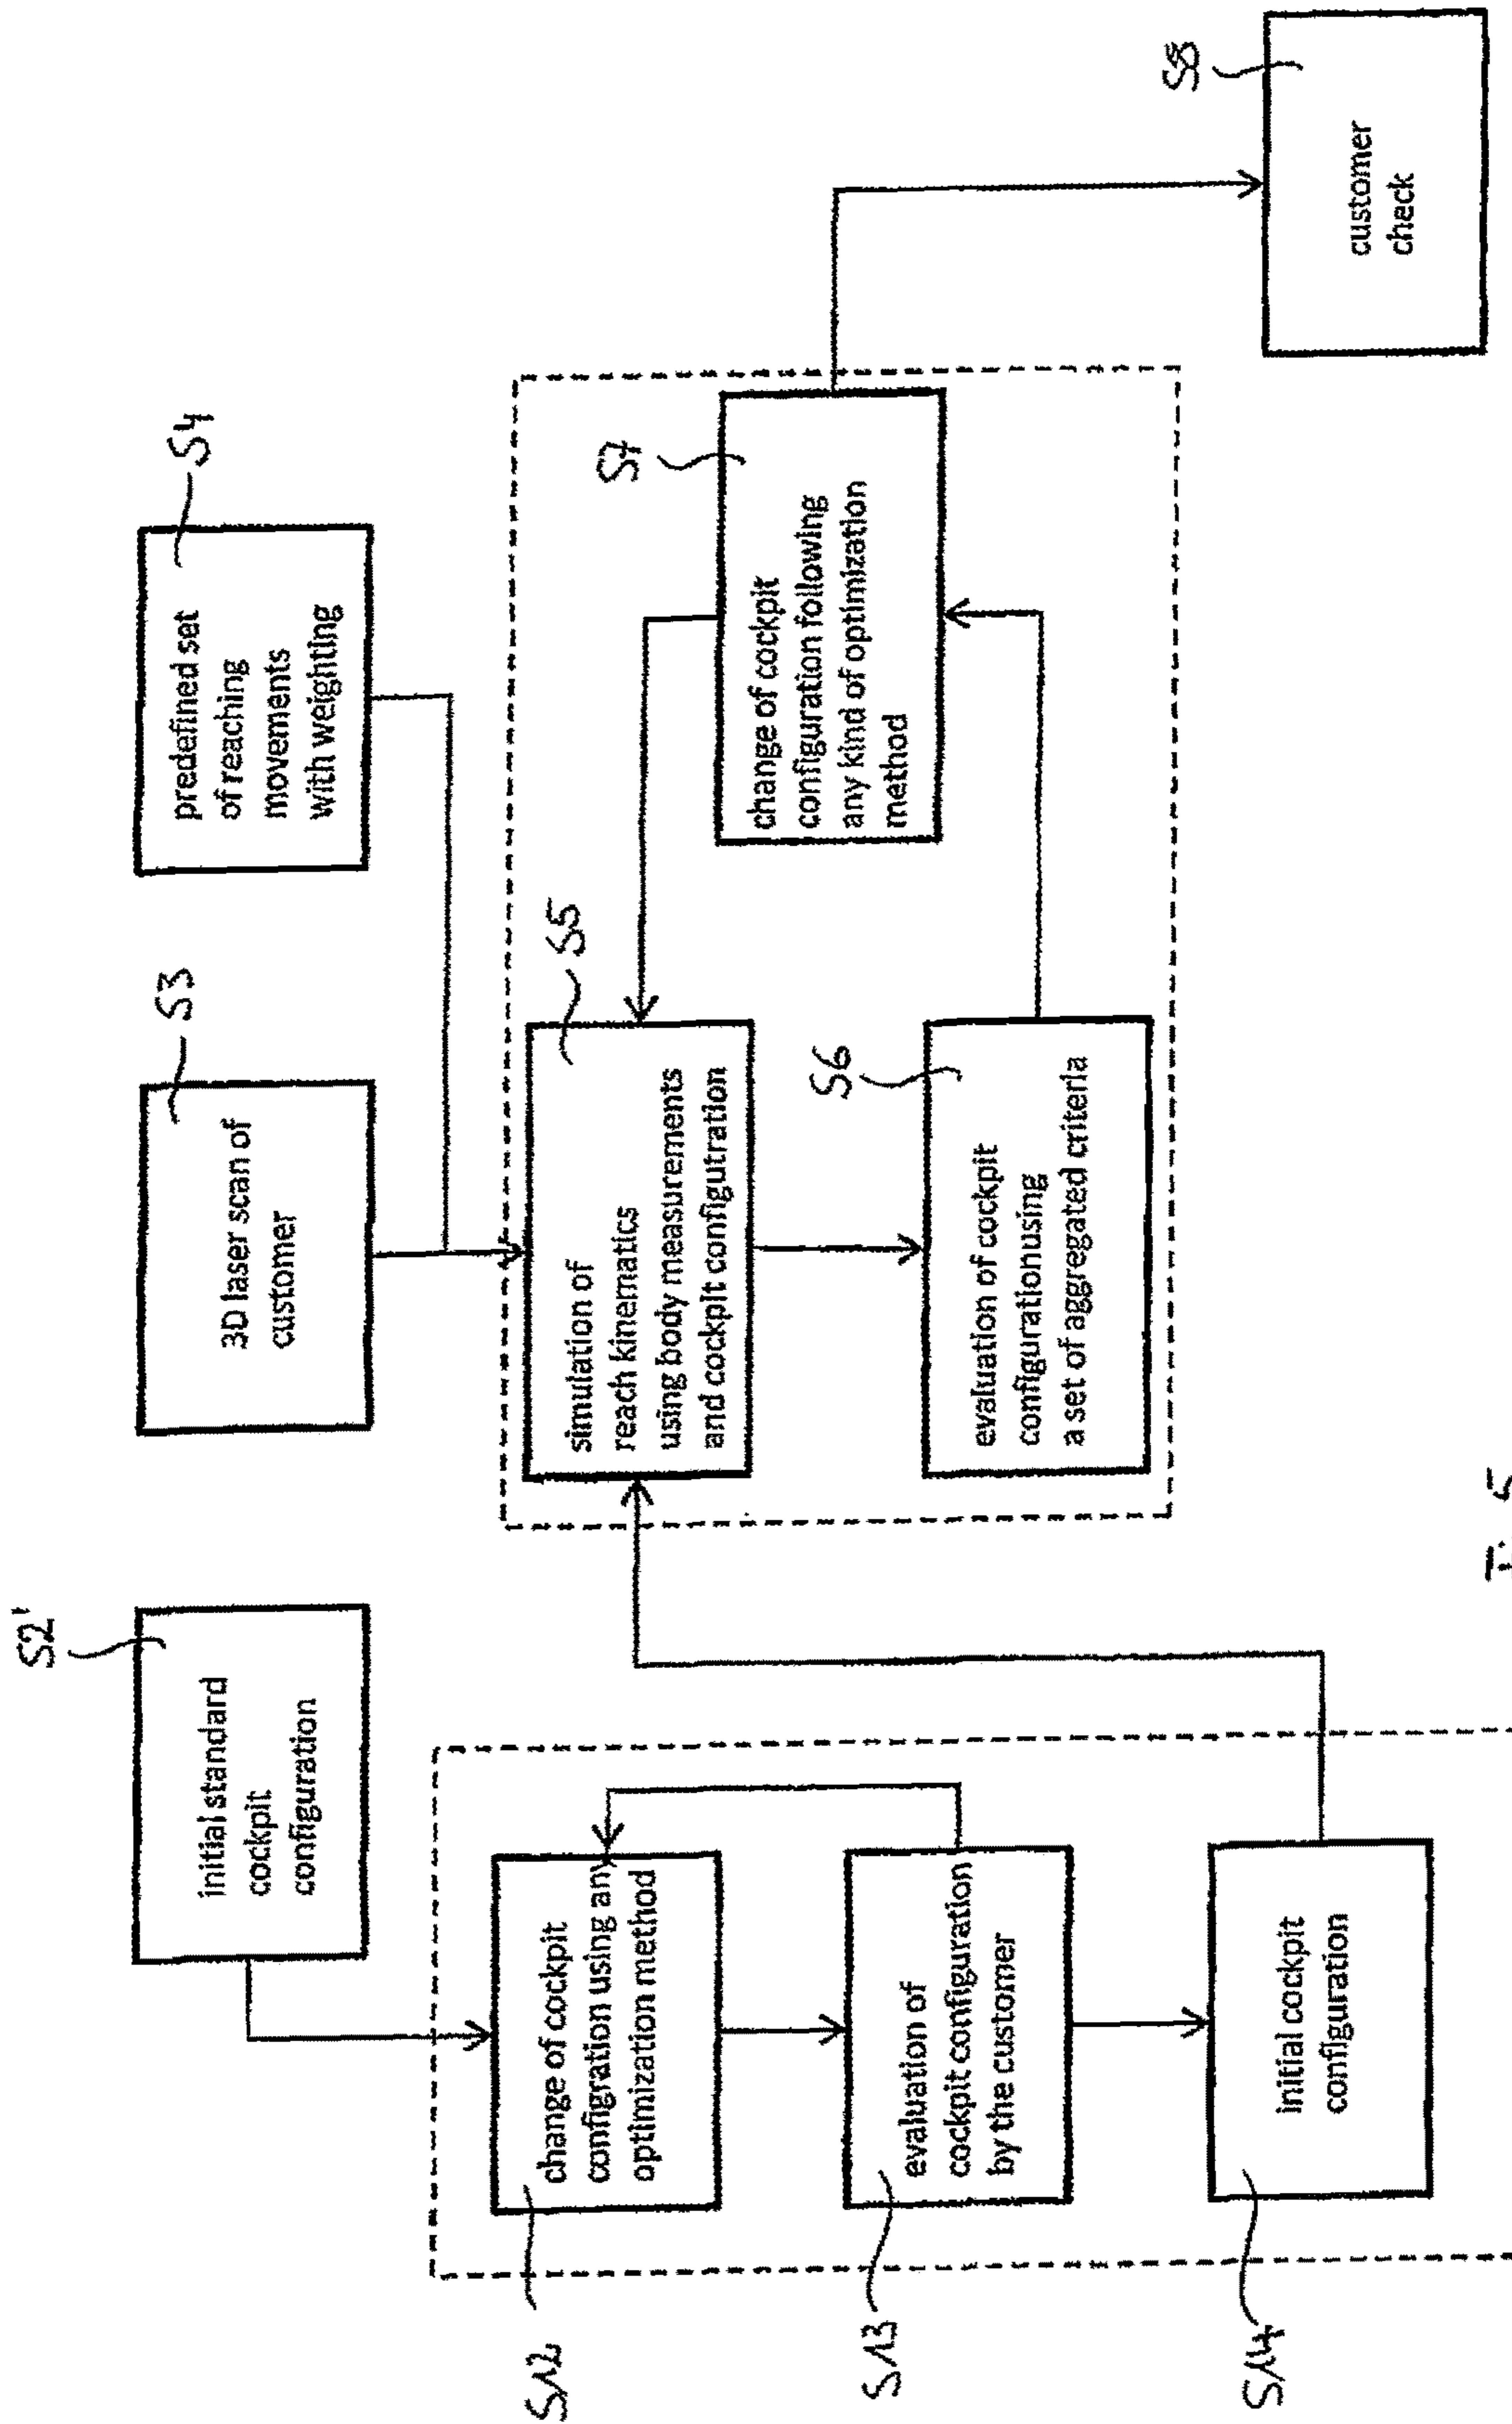 S2'
initial standard
cockpit
configuration
S3
3D laser scan of
customer
S4
predefined set
of reaching
movements
with weighting
S12
change of cockpit
configration using any
optimization method
S13
evaluation of
cockpit configuration
by the customer
S14
initial cockpit
configuration
S5
simulation of
reach kinematics
using body measurements
and cockpit configutration
S6
evaluation of cockpit
configurationusing
a set of aggregated criteria
S7
change of cockpit
configuration following
any kind of optimization
method
S8
customer
check